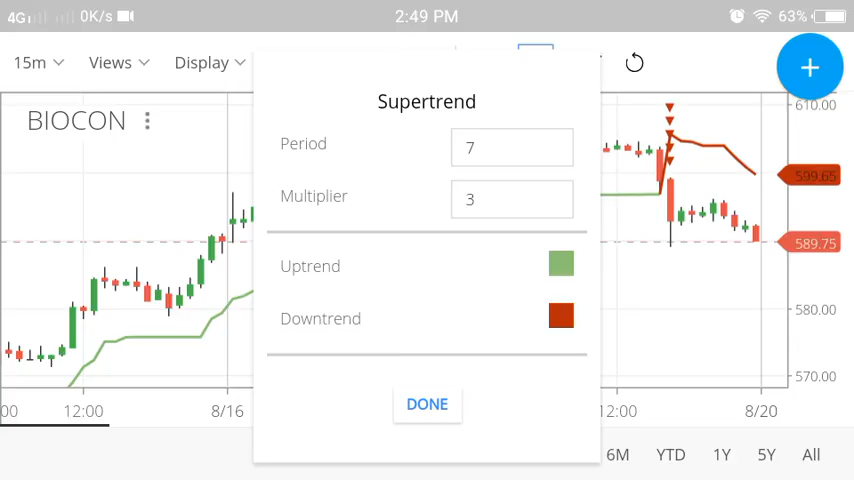 4G 0K/s 2:49 PM 63%
15m Views Display
+
BIOCON
Supertrend
Period 7
Multiplier 3
Uptrend
Downtrend
DONE
610.00
599.65
589.75
580.00
570.00
00 12:00 8/16 12:00 8/20
6M YTD 1Y 5Y All